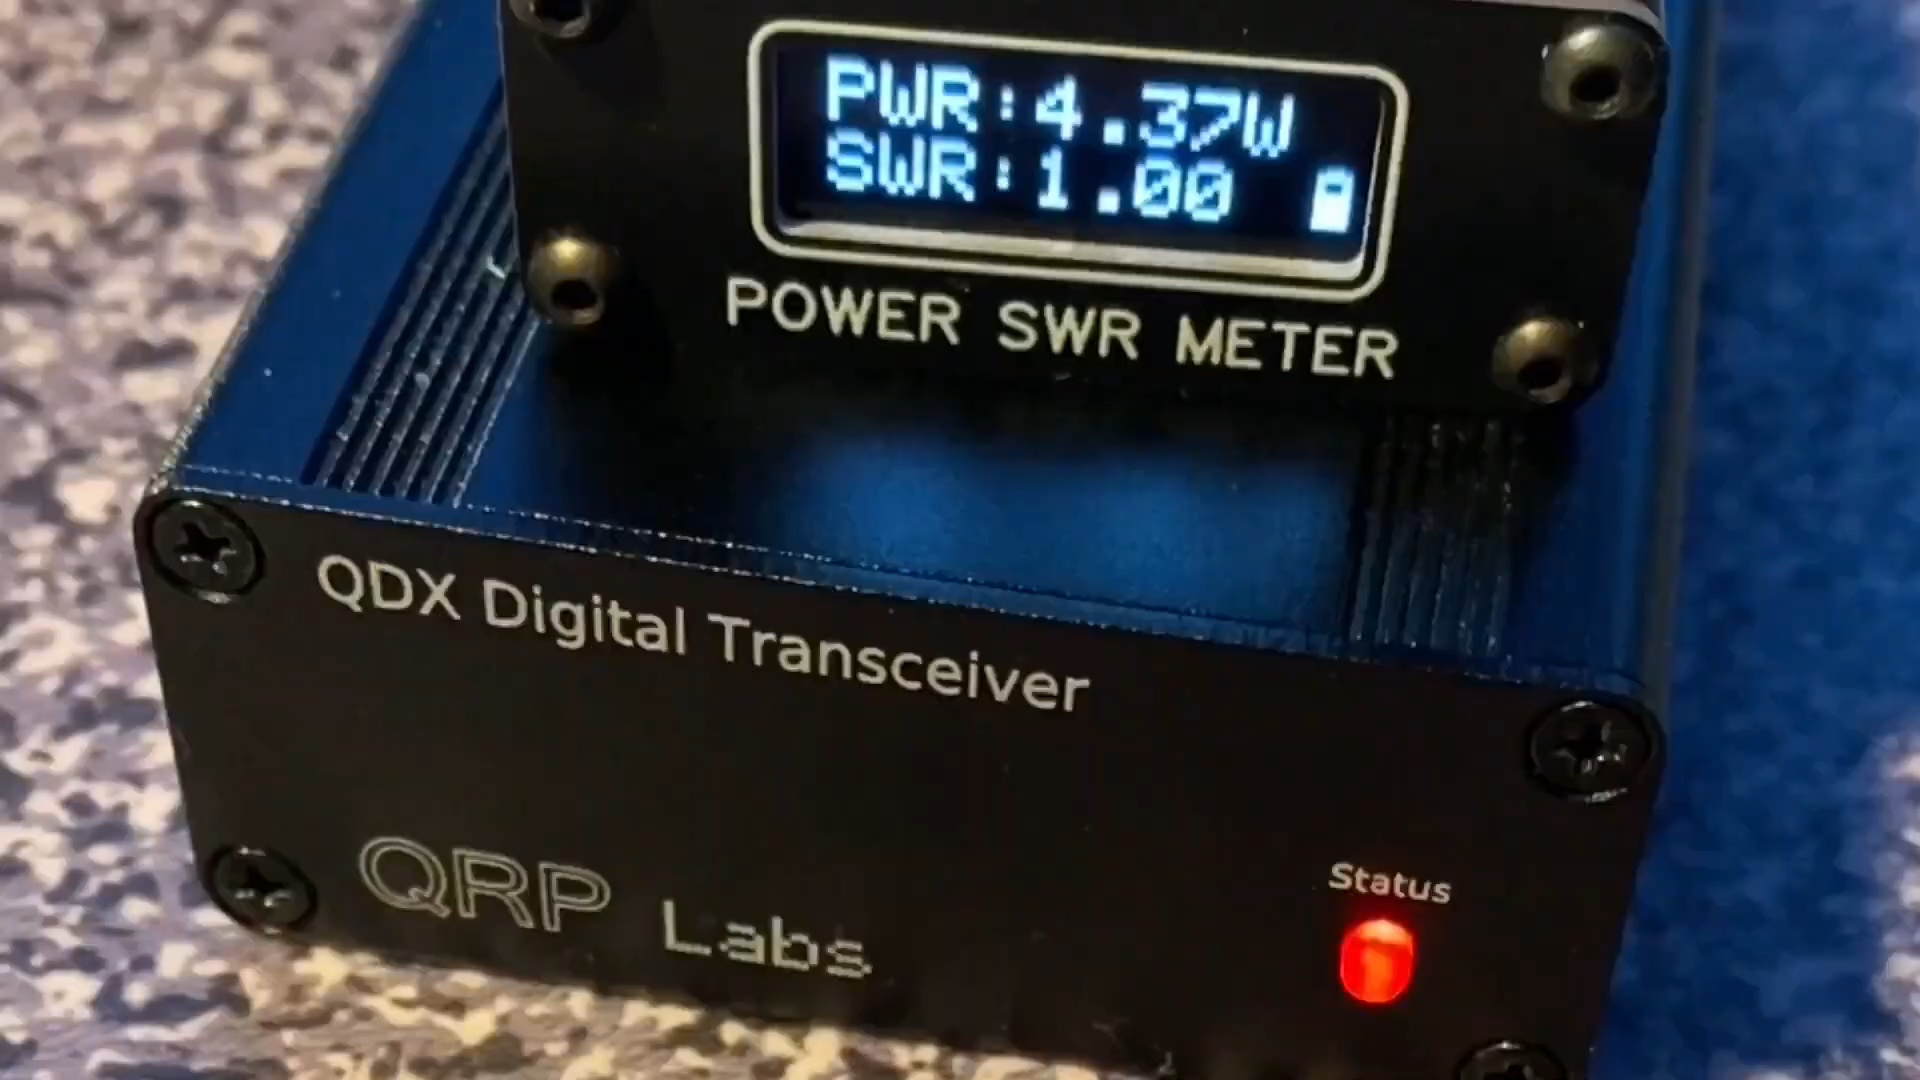 PWR:4.37W
SWR:1.00
POWER SWR METER
QDX Digital Transceiver
QRP Labs
Status